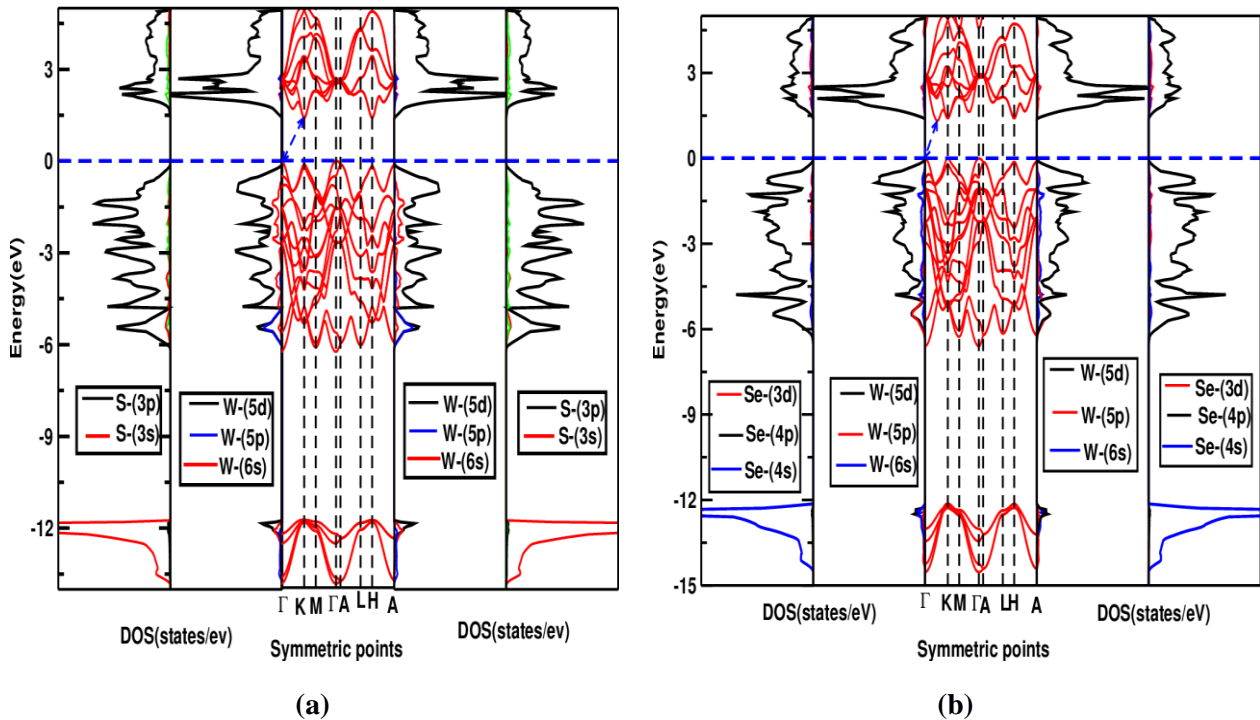 Energy(eV)
3
0
-3
-6
-9
-12
S-(3p)
S-(3s)
W-(5d)
W-(5p)
W-(6s)
W-(5d)
W-(5p)
W-(6s)
S-(3p)
S-(3s)
Γ K M Γ A L H A
DOS(states/ev)
DOS(states/ev)
Symmetric points
(a)
Energy(eV)
3
0
-3
-6
-9
-12
-15
Se-(3d)
Se-(4p)
Se-(4s)
W-(5d)
W-(5p)
W-(6s)
W-(5d)
W-(5p)
W-(6s)
Se-(3d)
Se-(4p)
Se-(4s)
Γ K M Γ A L H A
DOS(states/eV)
DOS(states/eV)
Symmetric points
(b)